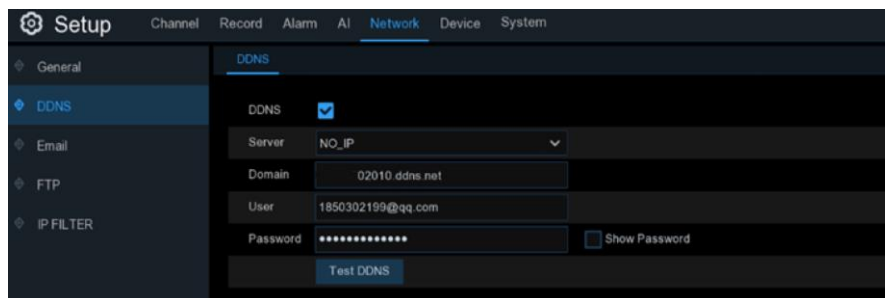 Setup Channel Record Alarm AI Network Device System
General
DDNS
Email
FTP
IP FILTER
DDNS
DDNS
Server NO_IP
Domain 02010.ddns.net
User 1850302199@qq.com
Password •••••••••••••
Show Password
Test DDNS